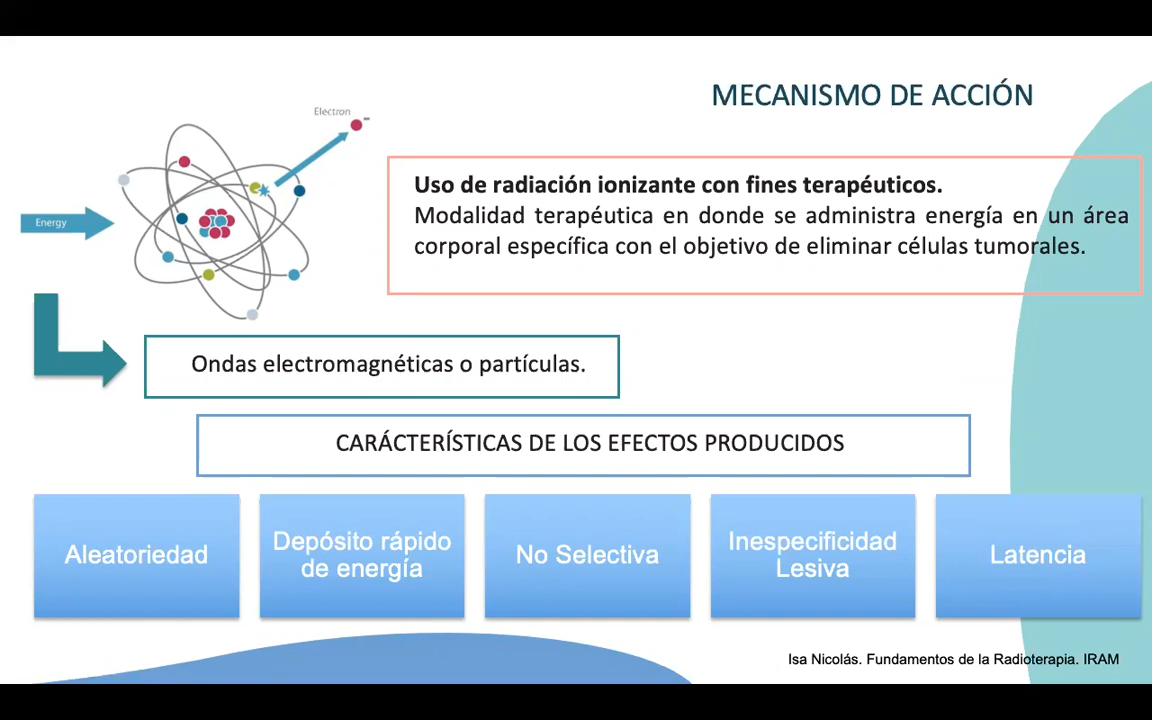 MECANISMO DE ACCIÓN
Electron
-
Energy
Uso de radiación ionizante con fines terapéuticos.
Modalidad terapéutica en donde se administra energía en un área
corporal específica con el objetivo de eliminar células tumorales.
Ondas electromagnéticas o partículas.
CARÁCTERÍSTICAS DE LOS EFECTOS PRODUCIDOS
Aleatoriedad
Depósito rápido
de energía
No Selectiva
Inespecificidad
Lesiva
Latencia
Isa Nicolás. Fundamentos de la Radioterapia. IRAM